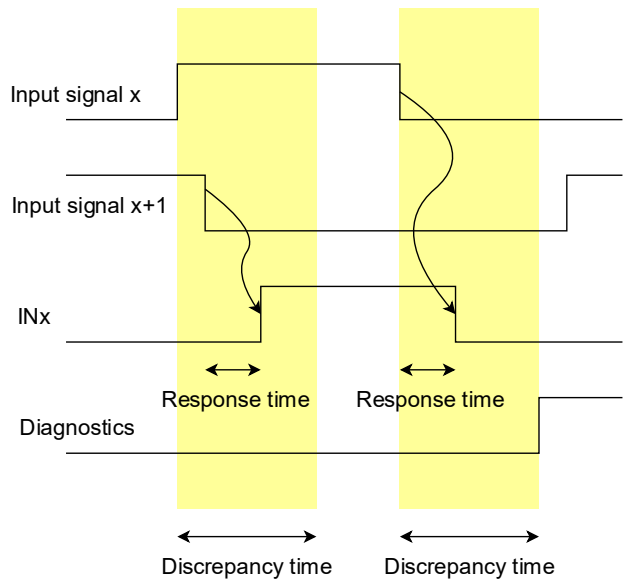 Input signal x
Input signal x+1
INx
Response time
Response time
Diagnostics
Discrepancy time
Discrepancy time